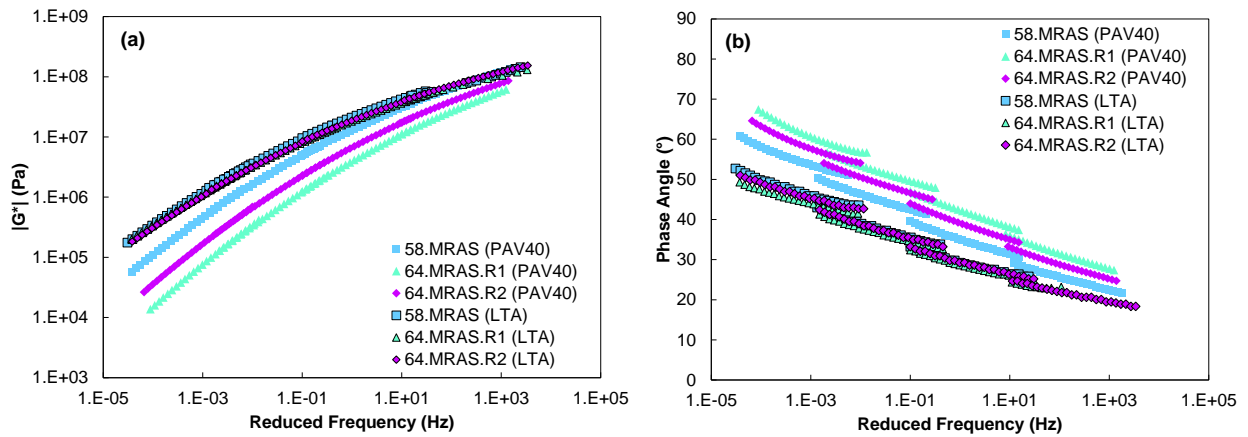 (a)
|G*| (Pa)
1.E+09
1.E+08
1.E+07
1.E+06
1.E+05
1.E+04
1.E+03
58.MRAS (PAV40)
64.MRAS.R1 (PAV40)
64.MRAS.R2 (PAV40)
58.MRAS (LTA)
64.MRAS.R1 (LTA)
64.MRAS.R2 (LTA)
1.E-05 1.E-03 1.E-01 1.E+01 1.E+03 1.E+05
Reduced Frequency (Hz)
(b)
Phase Angle (°)
90
80
70
60
50
40
30
20
10
0
58.MRAS (PAV40)
64.MRAS.R1 (PAV40)
64.MRAS.R2 (PAV40)
58.MRAS (LTA)
64.MRAS.R1 (LTA)
64.MRAS.R2 (LTA)
1.E-05 1.E-03 1.E-01 1.E+01 1.E+03 1.E+05
Reduced Frequency (Hz)